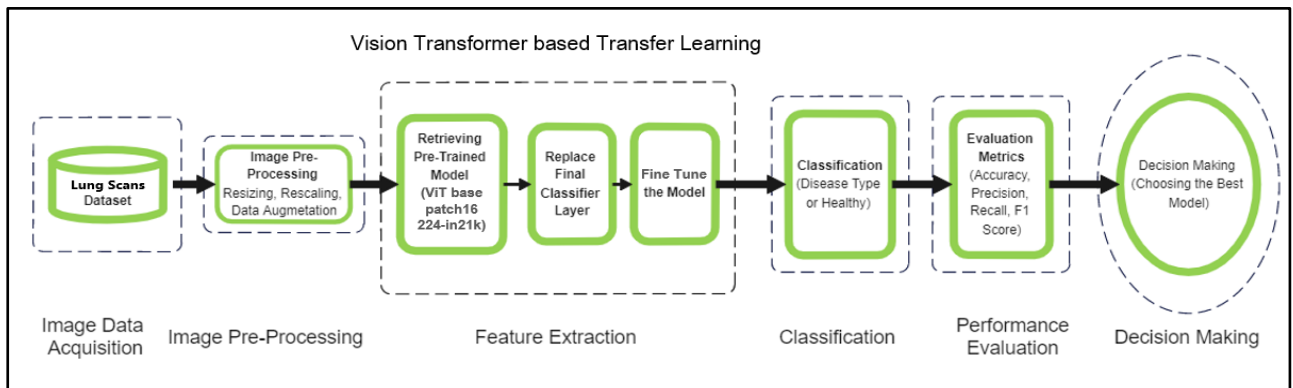 Vision Transformer based Transfer Learning
Lung Scans
Dataset
Image Pre-
Processing
Resizing, Rescaling,
Data Augmetation
Retrieving
Pre-Trained
Model
(ViT base
patch16
224-in21k)
Replace
Final
Classifier
Layer
Fine Tune
the Model
Classification
(Disease Type
or Healthy)
Evaluation
Metrics
(Accuracy,
Precision,
Recall, F1
Score)
Decision Making
(Choosing the Best
Model)
Image Data
Acquisition
Image Pre-Processing
Feature Extraction
Classification
Performance
Evaluation
Decision Making